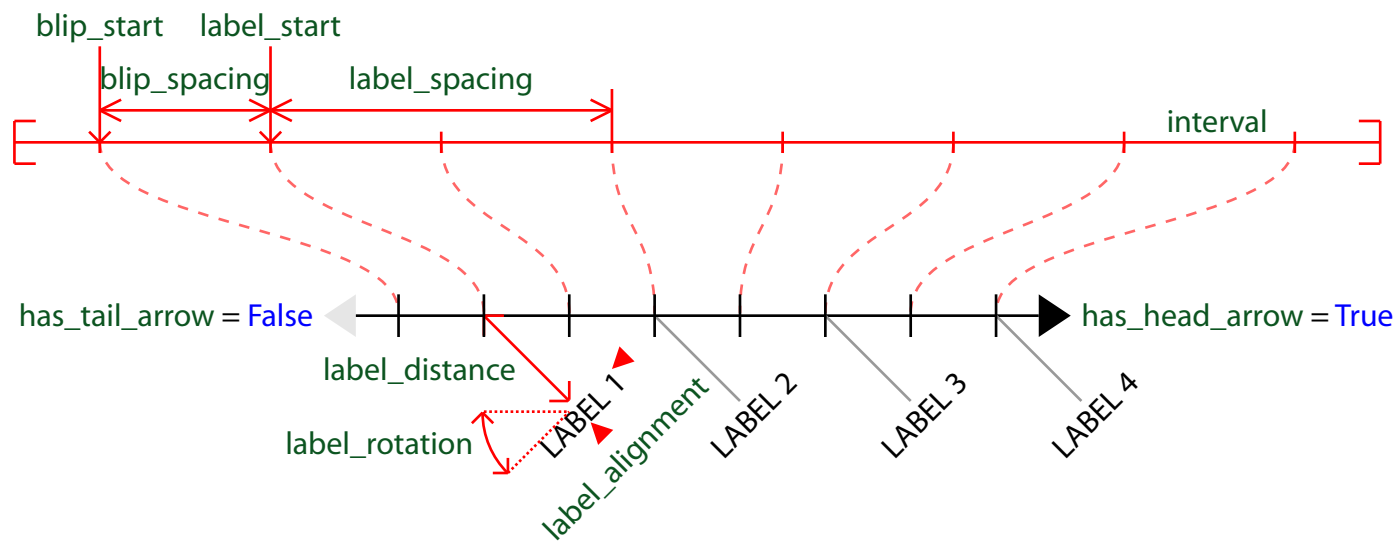 blip_start label_start
blip_spacing label_spacing
interval
has_tail_arrow = False
has_head_arrow = True
label_distance
LABEL 1
LABEL 2
LABEL 3
LABEL 4
label_rotation
label_alignment